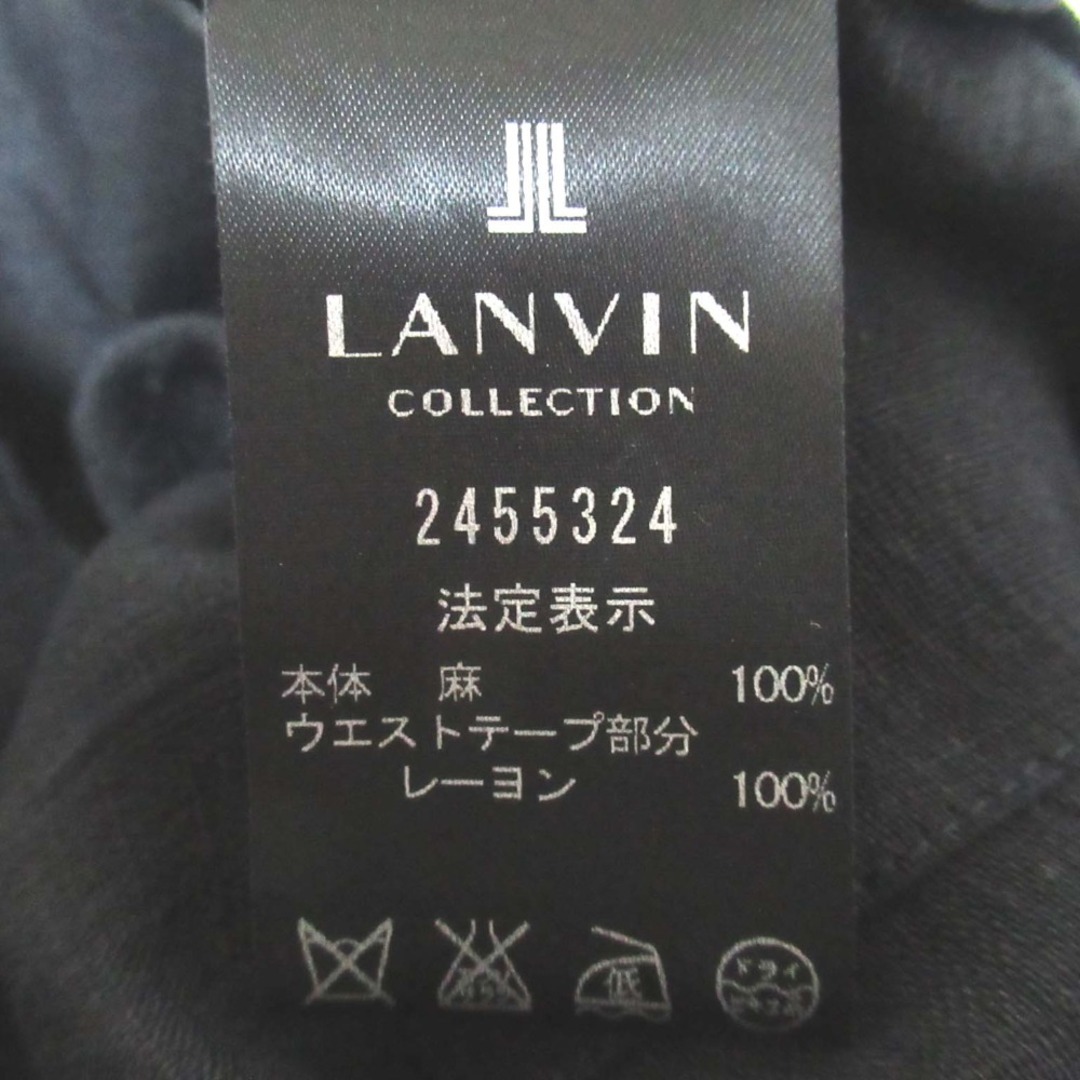 LANVIN
COLLECTION
2455324
法定表示
本体 麻 100%
ウエストテープ部分
レーヨン 100%
低
ドライ